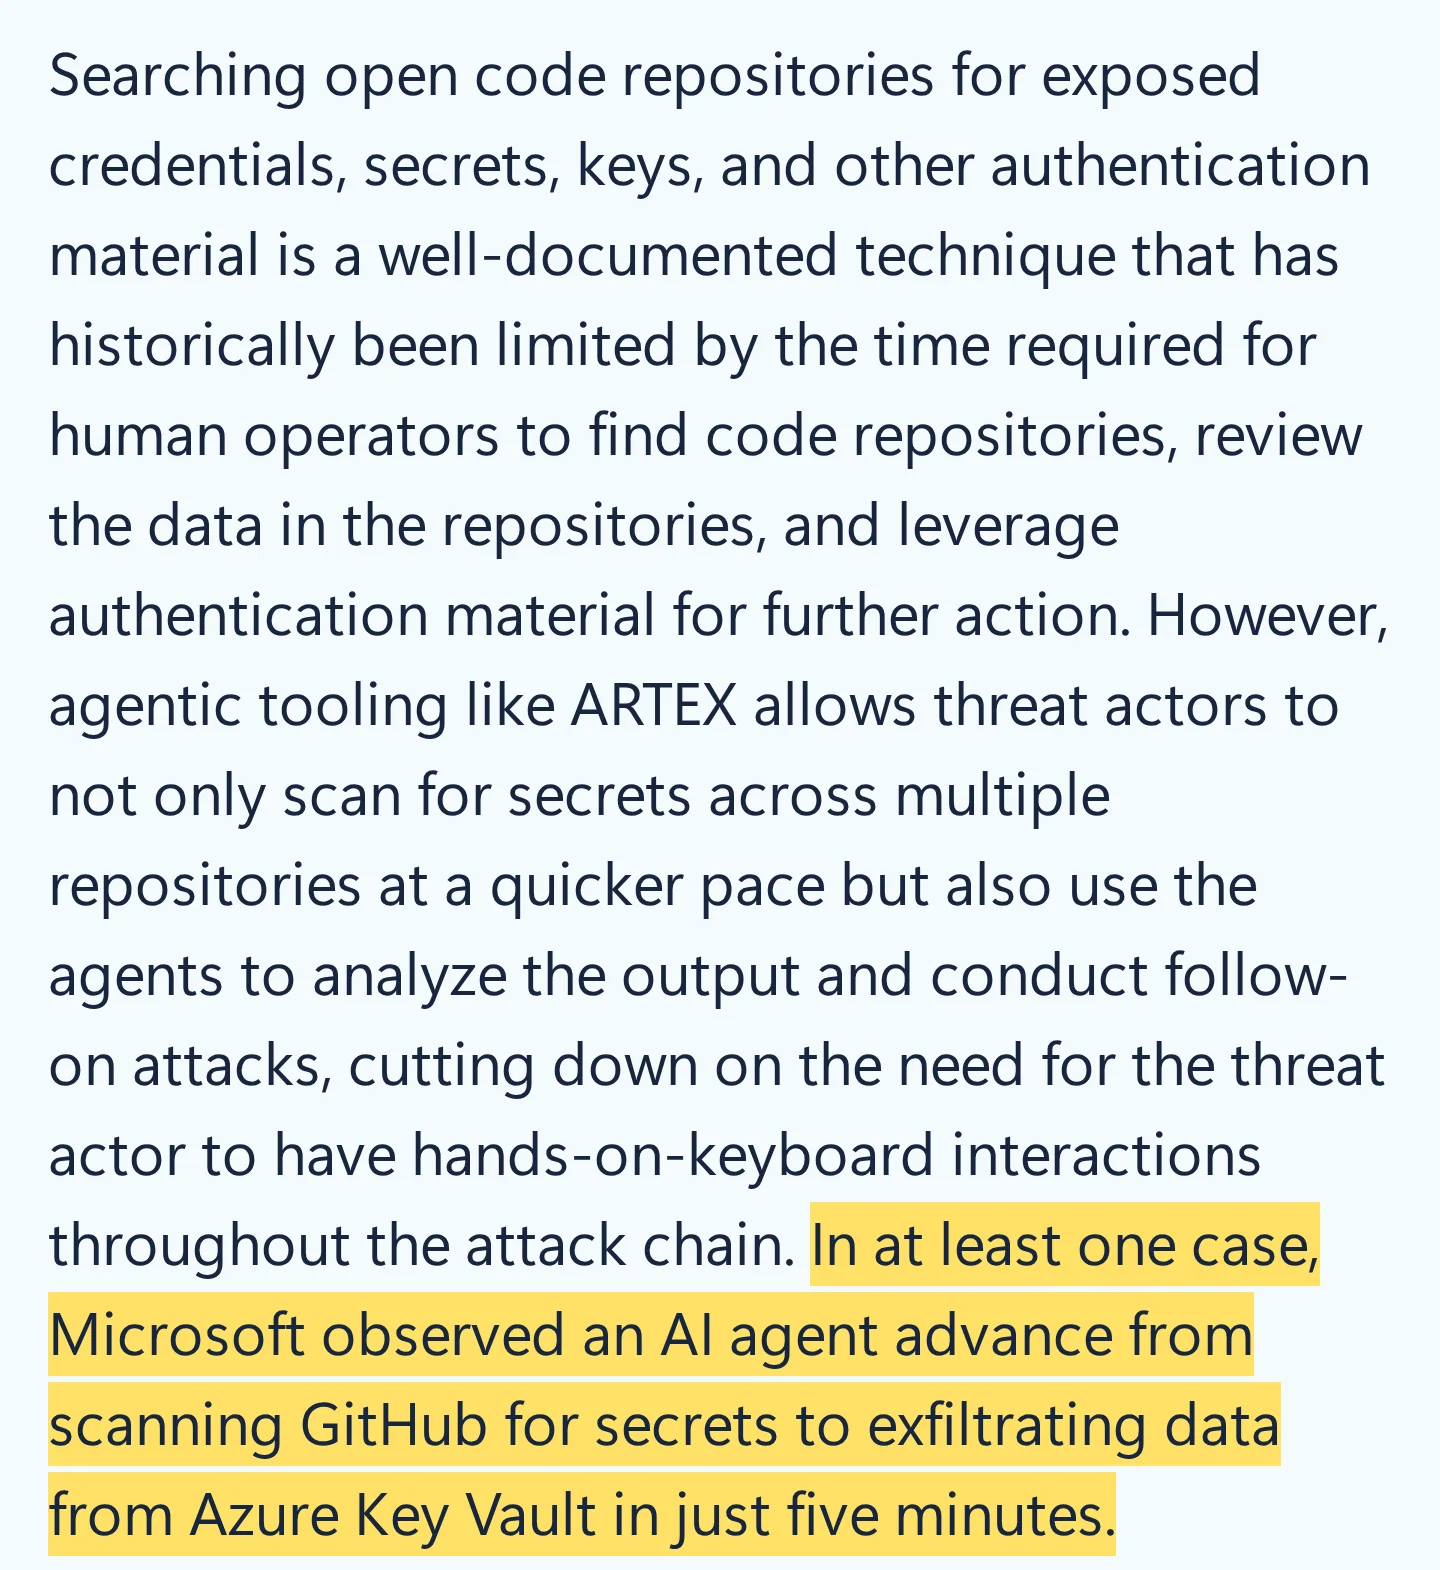 Searching open code repositories for exposed
credentials, secrets, keys, and other authentication
material is a well-documented technique that has
historically been limited by the time required for
human operators to find code repositories, review
the data in the repositories, and leverage
authentication material for further action. However,
agentic tooling like ARTEX allows threat actors to
not only scan for secrets across multiple
repositories at a quicker pace but also use the
agents to analyze the output and conduct follow-
on attacks, cutting down on the need for the threat
actor to have hands-on-keyboard interactions
throughout the attack chain. In at least one case,
Microsoft observed an AI agent advance from
scanning GitHub for secrets to exfiltrating data
from Azure Key Vault in just five minutes.